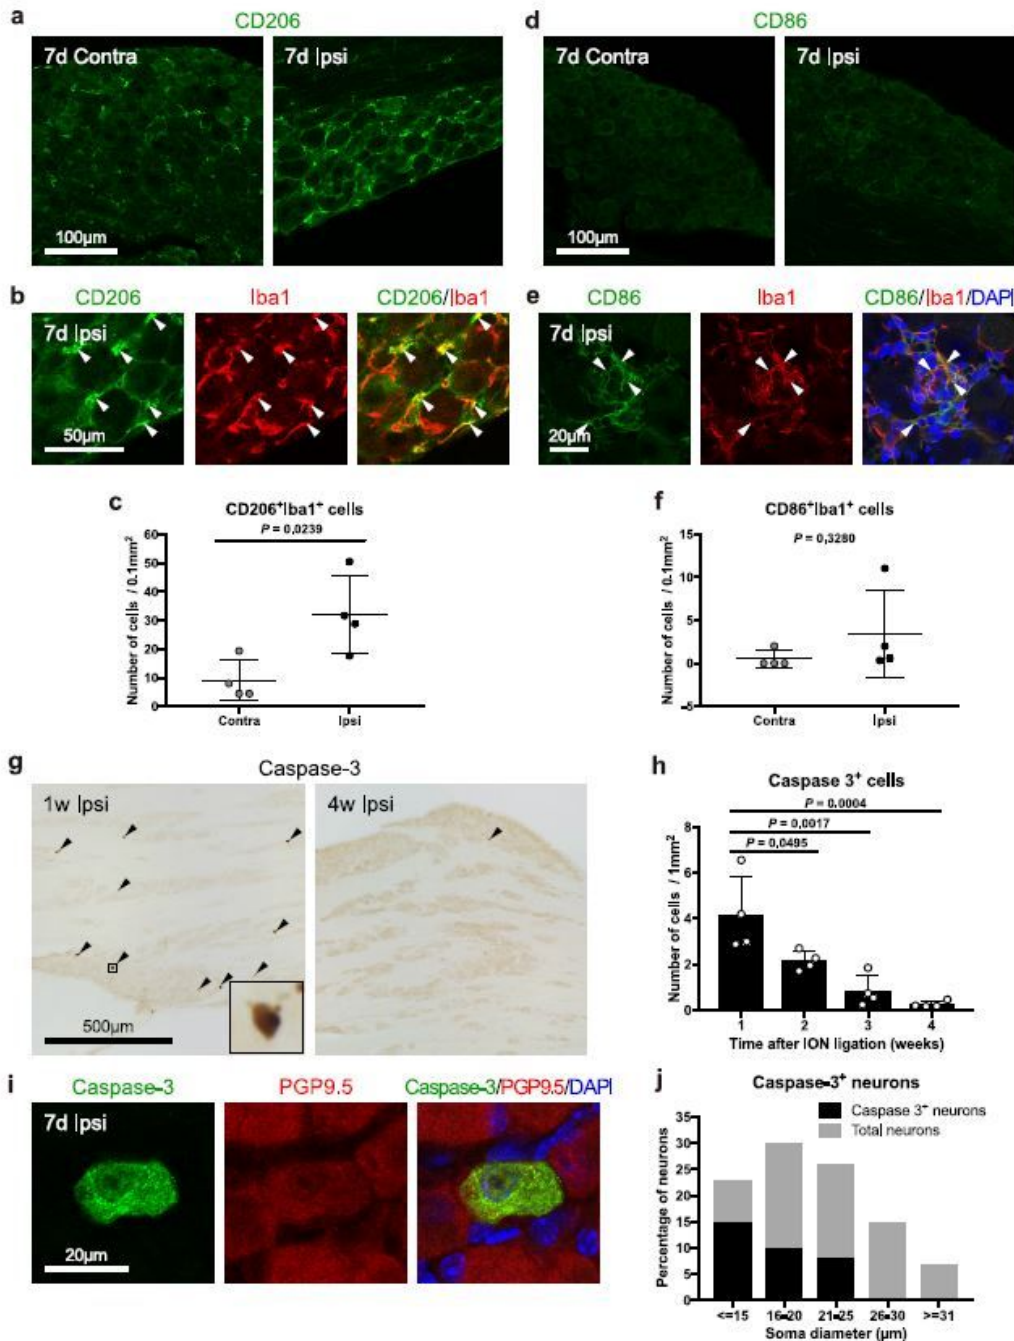 a
CD206
7d Contra
7d Ipsi
100µm
d
CD86
7d Contra
7d Ipsi
100µm
b
CD206
Iba1
CD206/Iba1
7d Ipsi
50µm
e
CD86
Iba1
CD86/Iba1/DAPI
7d Ipsi
20µm
c
CD206⁺Iba1⁺ cells
P = 0,0239
Number of cells / 0.1mm²
60
50
40
30
20
10
0
Contra
Ipsi
f
CD86⁺Iba1⁺ cells
P = 0,3280
Number of cells / 0.1mm²
15
10
5
0
-5
Contra
Ipsi
g
Caspase-3
1w Ipsi
4w Ipsi
500µm
h
Caspase 3⁺ cells
P = 0.0004
P = 0,0017
P = 0,0495
Number of cells / 1mm²
8
6
4
2
0
1
2
3
4
Time after ION ligation (weeks)
i
Caspase-3
PGP9.5
Caspase-3/PGP9.5/DAPI
7d Ipsi
20µm
j
Caspase-3⁺ neurons
Caspase 3⁺ neurons
Total neurons
Percentage of neurons
35
30
25
20
15
10
5
0
<=15
16-20
21-25
26-30
>=31
Soma diameter (µm)